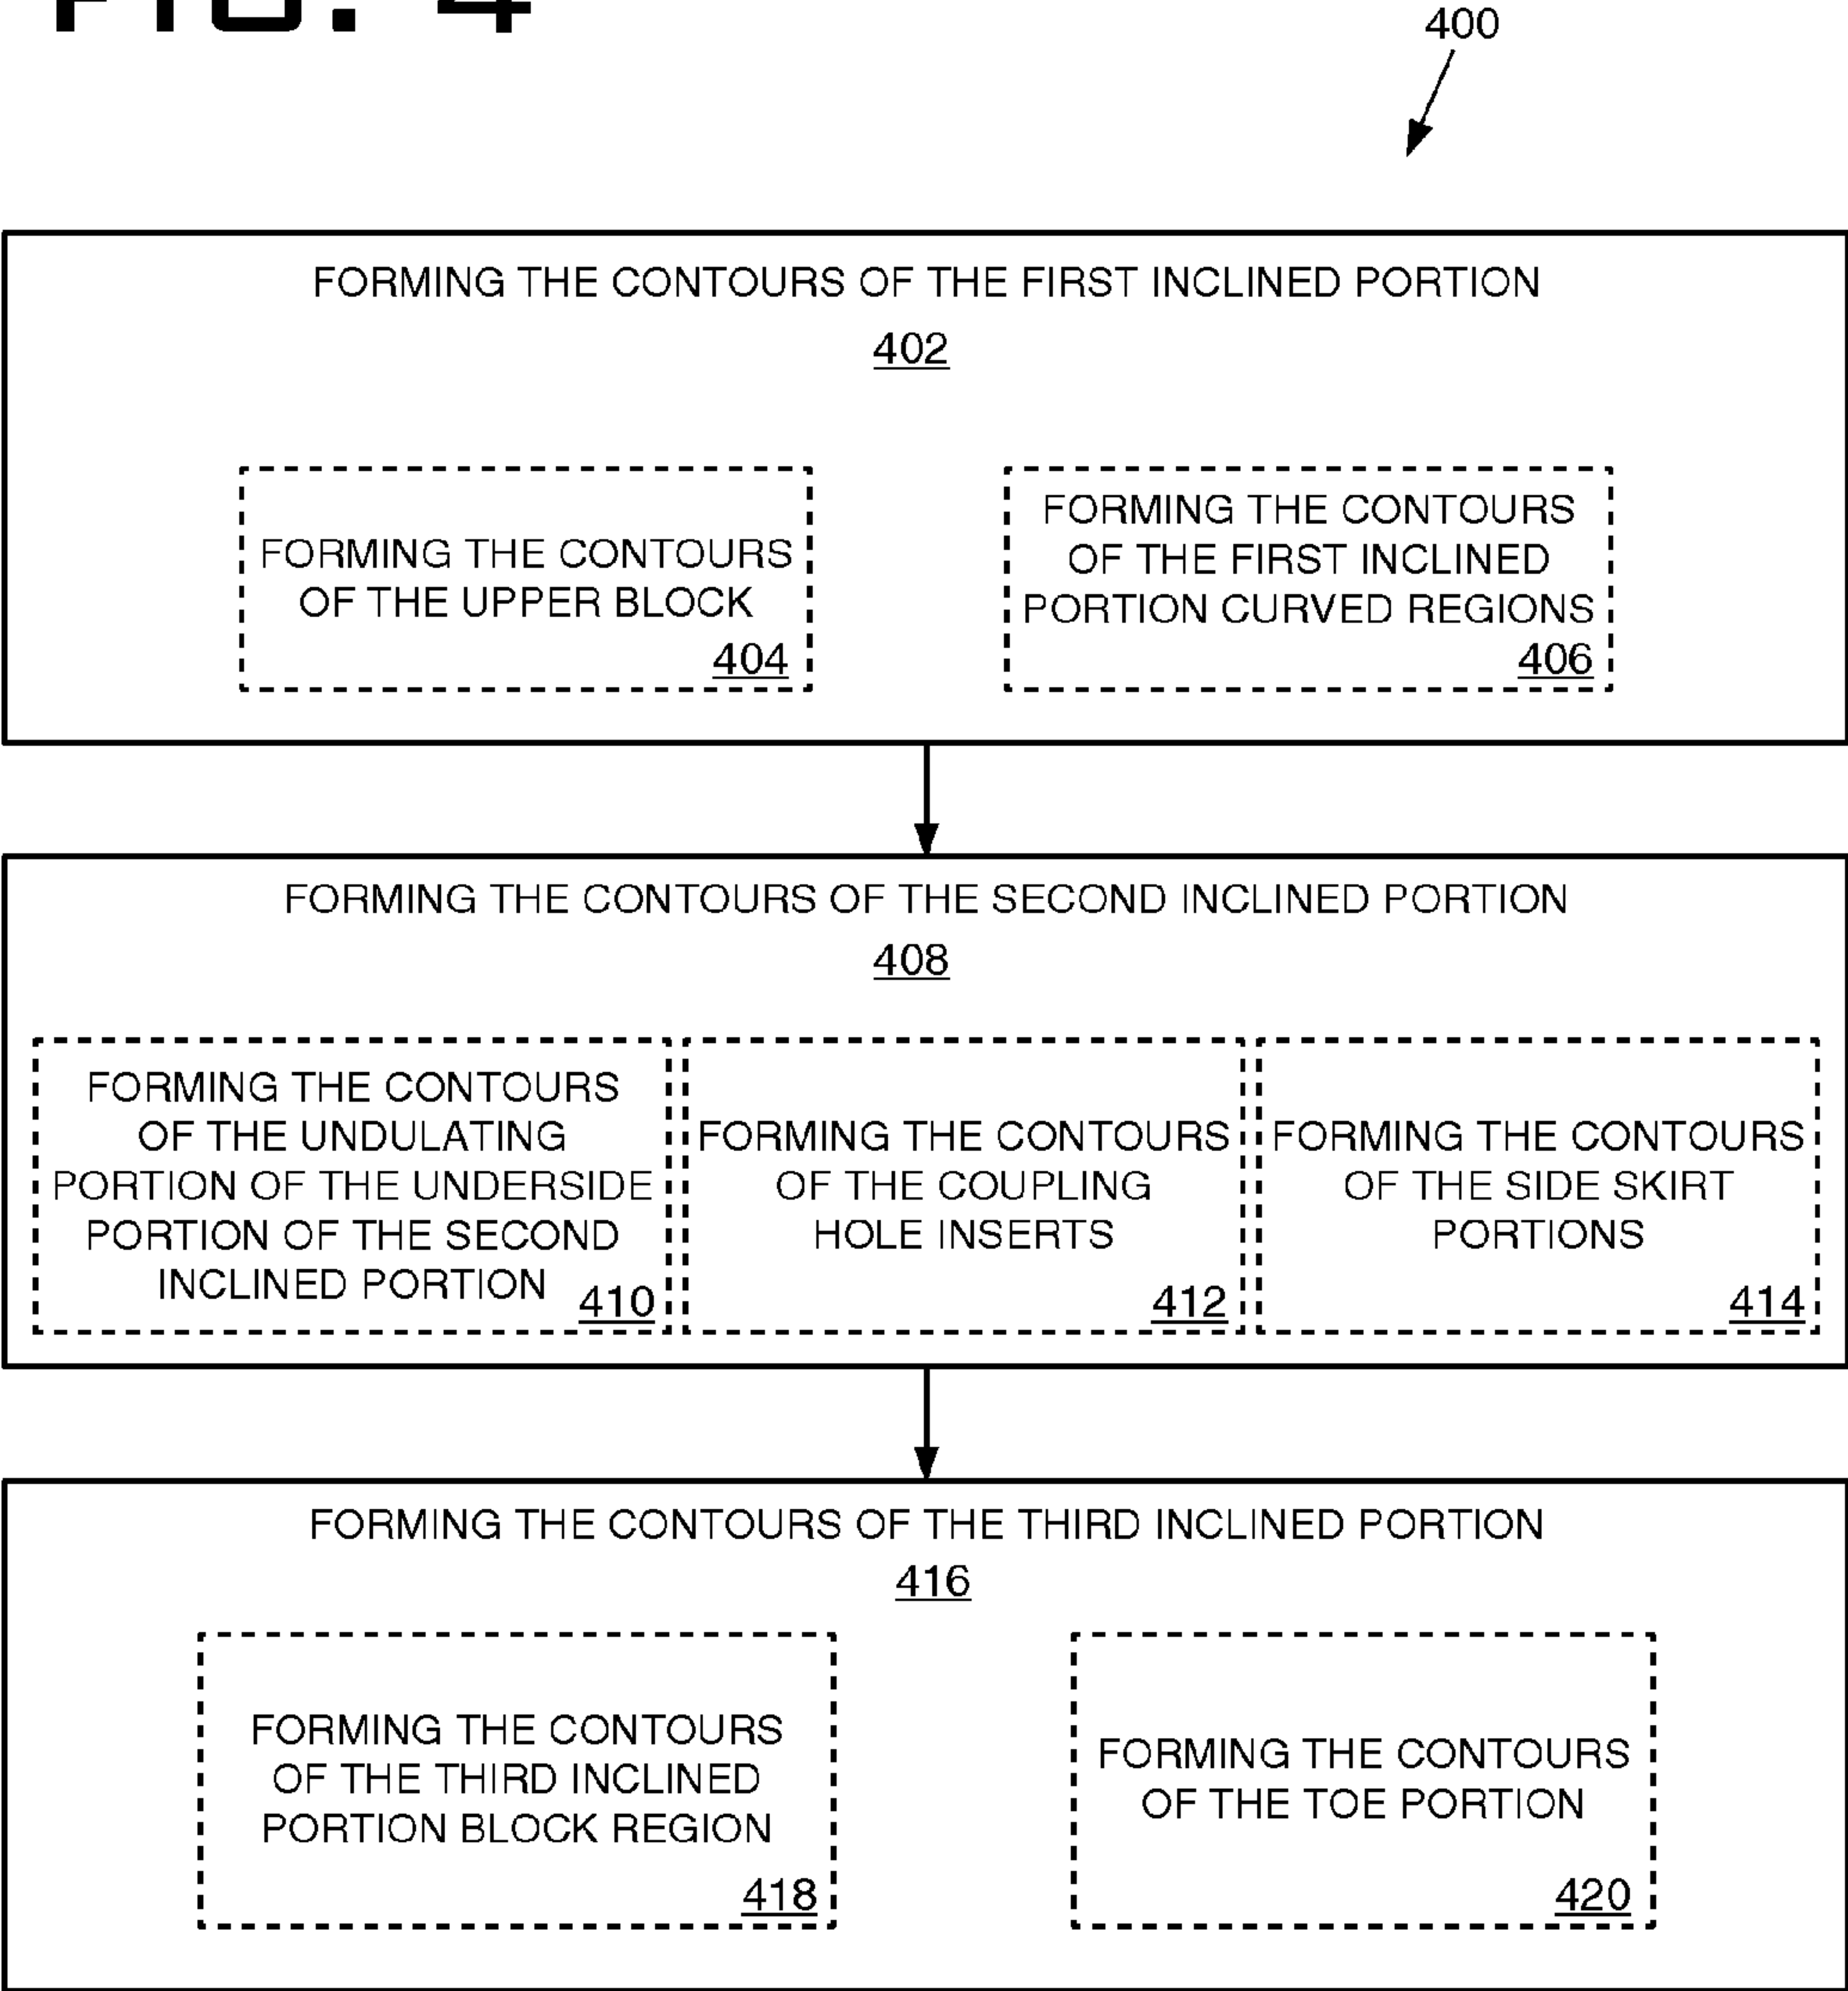 FIG. 4
400
FORMING THE CONTOURS OF THE FIRST INCLINED PORTION
402
FORMING THE CONTOURS
OF THE UPPER BLOCK
404
FORMING THE CONTOURS
OF THE FIRST INCLINED
PORTION CURVED REGIONS
406
FORMING THE CONTOURS OF THE SECOND INCLINED PORTION
408
FORMING THE CONTOURS
OF THE UNDULATING
PORTION OF THE UNDERSIDE
PORTION OF THE SECOND
INCLINED PORTION
410
FORMING THE CONTOURS
OF THE COUPLING
HOLE INSERTS
412
FORMING THE CONTOURS
OF THE SIDE SKIRT
PORTIONS
414
FORMING THE CONTOURS OF THE THIRD INCLINED PORTION
416
FORMING THE CONTOURS
OF THE THIRD INCLINED
PORTION BLOCK REGION
418
FORMING THE CONTOURS
OF THE TOE PORTION
420